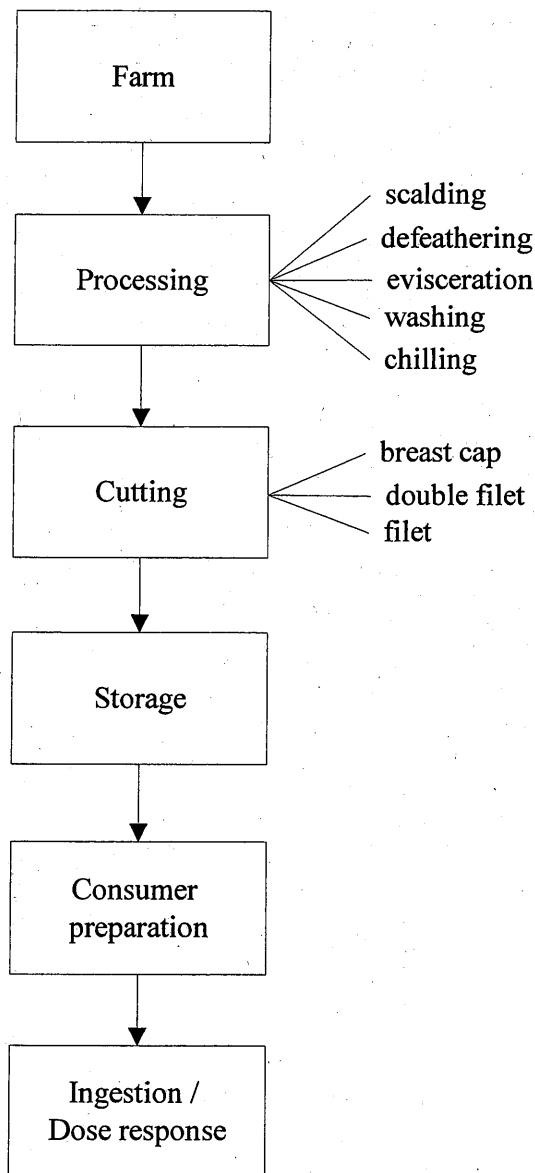 Farm
Processing
scalding
defeathering
evisceration
washing
chilling
Cutting
breast cap
double filet
filet
Storage
Consumer
preparation
Ingestion /
Dose response